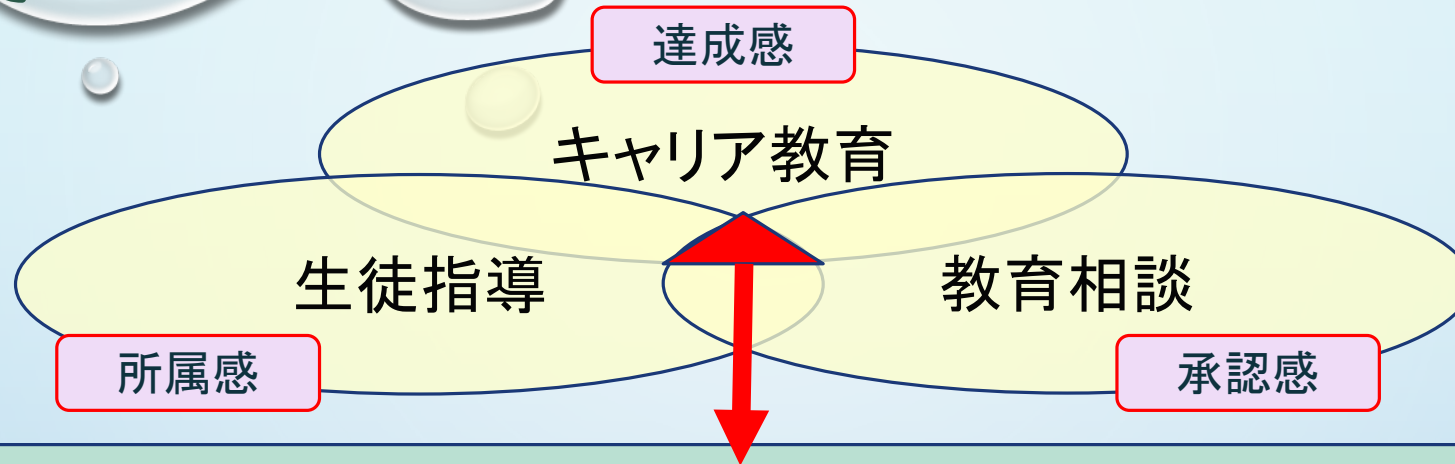 達成感
キャリア教育
生徒指導
教育相談
所属感
承認感